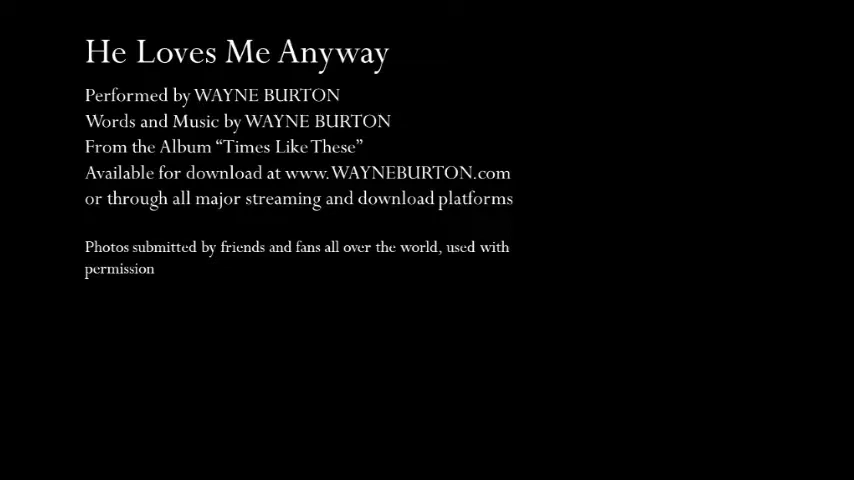 He Loves Me Anyway
Performed by WAYNE BURTON
Words and Music by WAYNE BURTON
From the Album “Times Like These”
Available for download at www.WAYNEBURTON.com
or through all major streaming and download platforms
Photos submitted by friends and fans all over the world, used with
permission